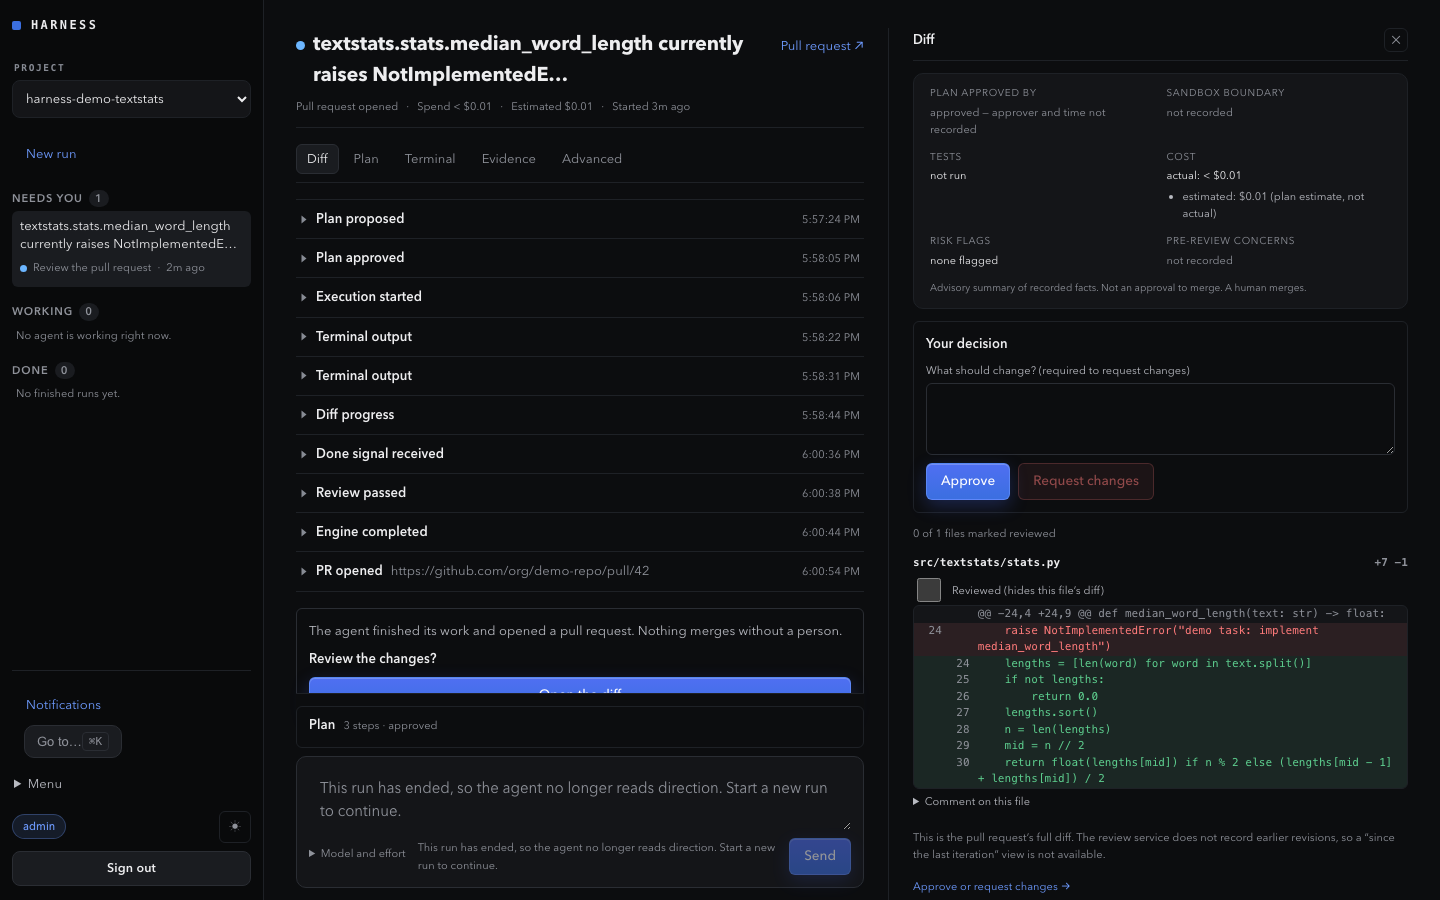 HARNESS
PROJECT
harness-demo-textstats
New run
NEEDS YOU 1
textstats.stats.median_word_length
currently raises NotImplementedE...
Review the pull request · 2m ago
WORKING 0
No agent is working right now.
DONE 0
No finished runs yet.
Notifications
Go to... ⌘K
Menu
admin
Sign out
textstats.stats.median_word_length currently
raises NotImplementedE...
Pull request ↗
Pull request opened · Spend < $0.01 · Estimated $0.01 · Started 3m ago
Diff Plan Terminal Evidence Advanced
Plan proposed 5:57:24 PM
Plan approved 5:58:05 PM
Execution started 5:58:06 PM
Terminal output 5:58:22 PM
Terminal output 5:58:31 PM
Diff progress 5:58:44 PM
Done signal received 6:00:36 PM
Review passed 6:00:38 PM
Engine completed 6:00:44 PM
PR opened https://github.com/org/demo-repo/pull/42 6:00:54 PM
The agent finished its work and opened a pull request. Nothing merges without a person.
Review the changes?
Open the diff
Plan 3 steps · approved
This run has ended, so the agent no longer reads direction. Start a new run
to continue.
Model and effort
This run has ended, so the agent no longer reads direction. Start a new
run to continue.
Send
Diff
PLAN APPROVED BY
approved — approver and time not
recorded
SANDBOX BOUNDARY
not recorded
TESTS
not run
COST
actual: < $0.01
• estimated: $0.01 (plan estimate, not
actual)
RISK FLAGS
none flagged
PRE-REVIEW CONCERNS
not recorded
Advisory summary of recorded facts. Not an approval to merge. A human merges.
Your decision
What should change? (required to request changes)
Approve
Request changes
0 of 1 files marked reviewed
src/textstats/stats.py +7 −1
Reviewed (hides this file's diff)
@@ -24,4 +24,9 @@ def median_word_length(text: str) -> float:
24 raise NotImplementedError("demo task: implement
median_word_length")
24 lengths = [len(word) for word in text.split()]
25 if not lengths:
26 return 0.0
27 lengths.sort()
28 n = len(lengths)
29 mid = n // 2
30 return float(lengths[mid]) if n % 2 else (lengths[mid - 1]
+ lengths[mid]) / 2
Comment on this file
This is the pull request's full diff. The review service does not record earlier revisions, so a "since
the last iteration" view is not available.
Approve or request changes →